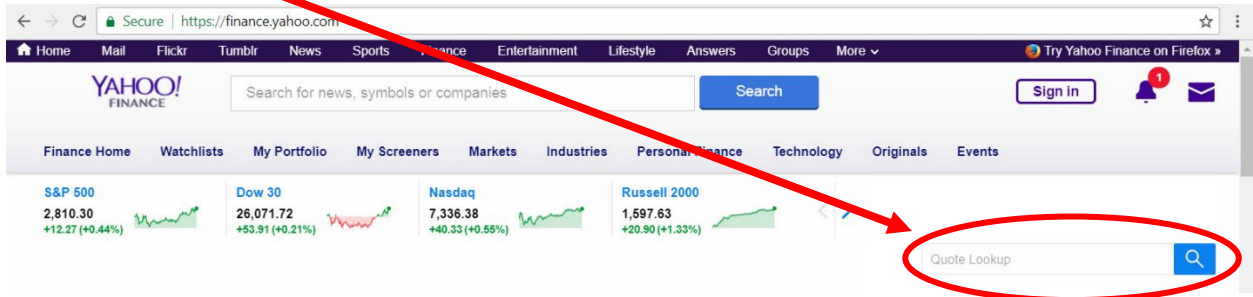 Secure | https://finance.yahoo.com
Home Mail Flickr Tumblr News Sports Finance Entertainment Lifestyle Answers Groups More Try Yahoo Finance on Firefox »
YAHOO!
FINANCE
Search for news, symbols or companies
Search
Sign in
1
Finance Home Watchlists My Portfolio My Screeners Markets Industries Personal Finance Technology Originals Events
S&P 500 Dow 30 Nasdaq Russell 2000
2,810.30 26,071.72 7,336.38 1,597.63
+12.27 (+0.44%) +53.91 (+0.21%) +40.33 (+0.55%) +20.90 (+1.33%)
Quote Lookup